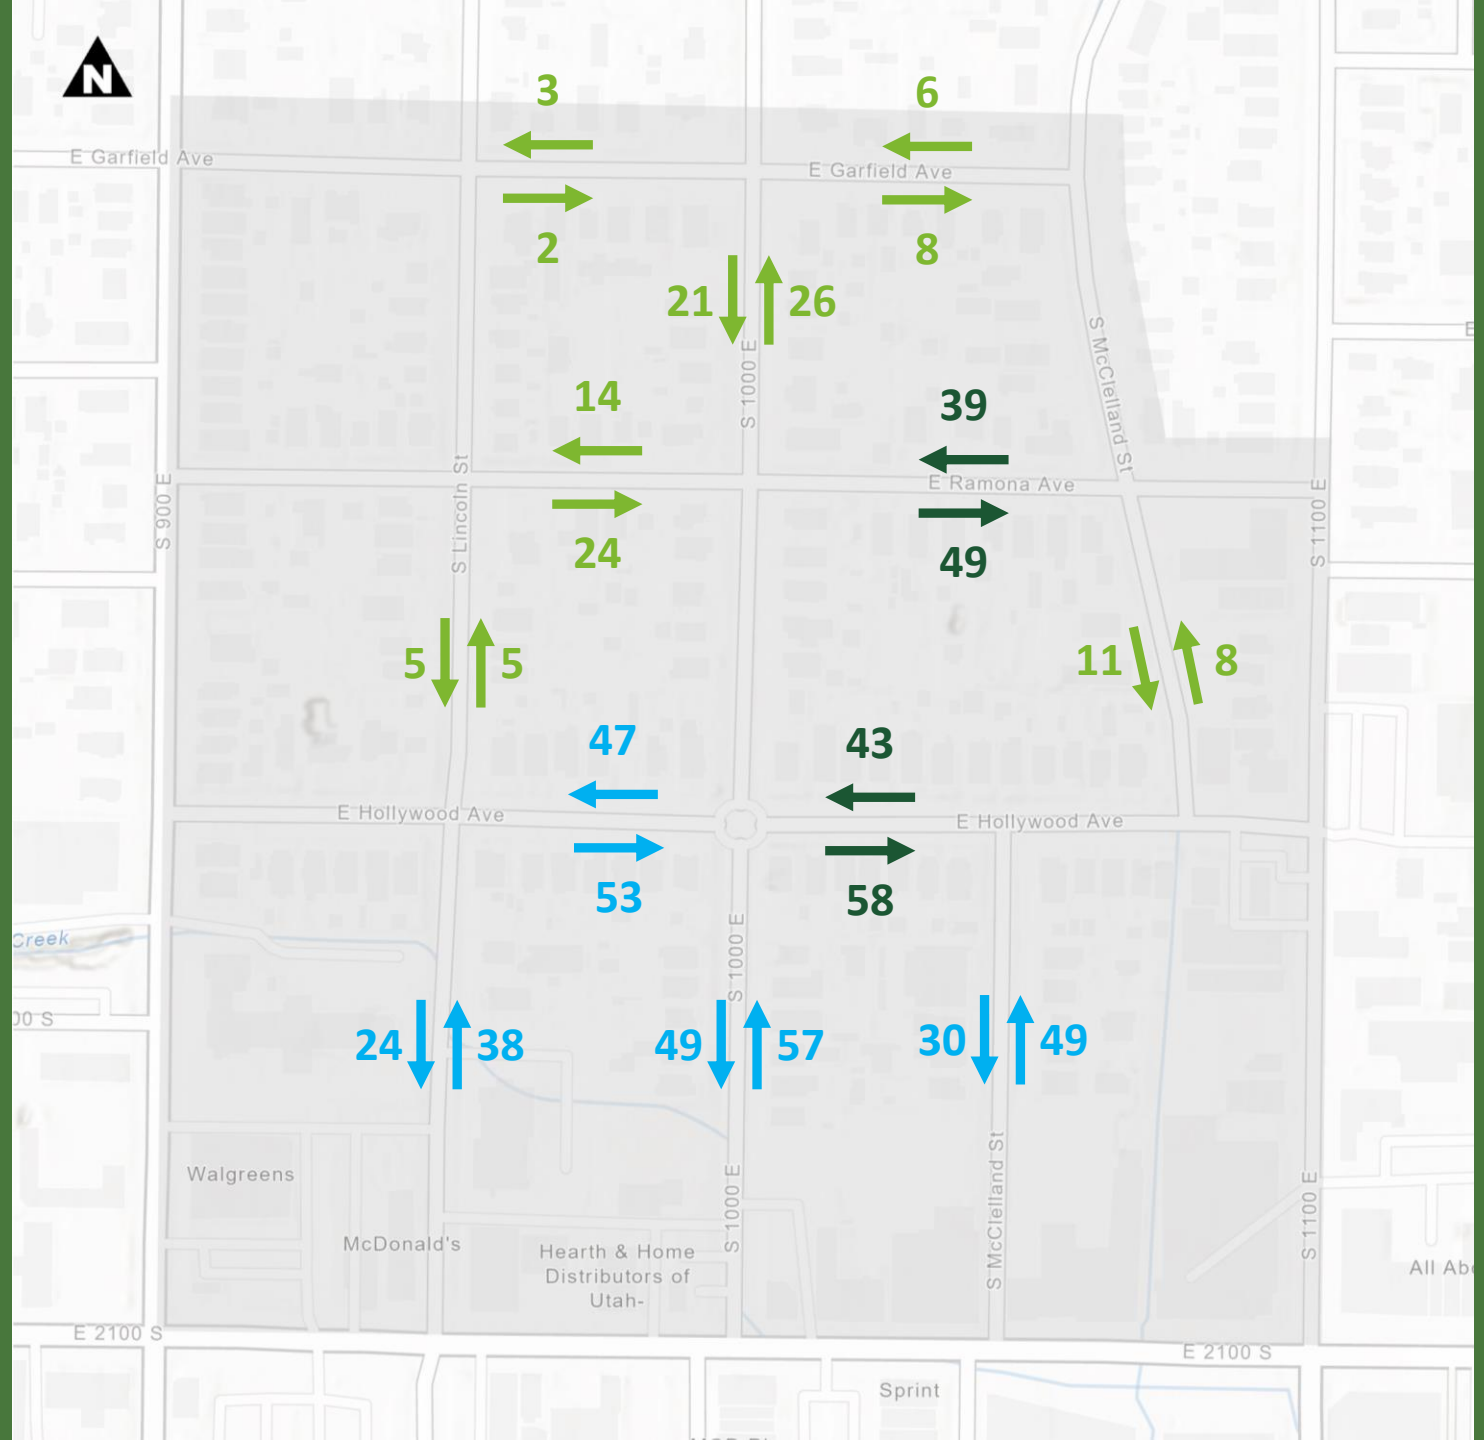 N
3
6
E Garfield Ave
E Garfield Ave
2
8
21
26
S 1000 E
S McClelland St
14
39
E Ramona Ave
S 900 E
S Lincoln St
S 1100 E
24
49
5
5
11
8
47
43
E Hollywood Ave
E Hollywood Ave
53
58
Creek
S 1000 E
00 S
24
38
49
57
30
49
Walgreens
S 1000 E
S McClelland St
S 1100 E
McDonald's
Hearth & Home
Distributors of
Utah-
All Abo
E 2100 S
E 2100 S
Sprint